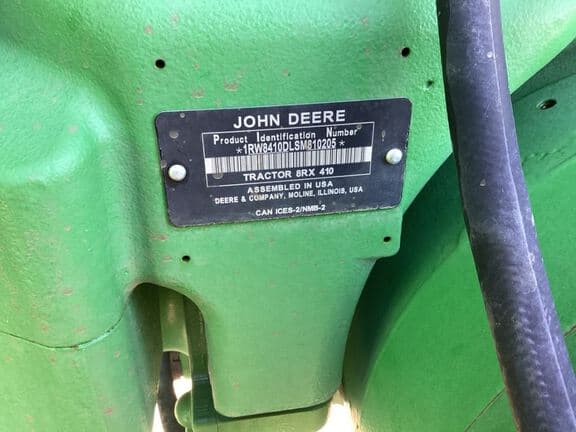 JOHN DEERE
Product Identification Number
*1RW8410DLSM810205*
TRACTOR 8RX 410
ASSEMBLED IN USA
DEERE & COMPANY, MOLINE, ILLINOIS, USA
CAN ICES-2/NMB-2